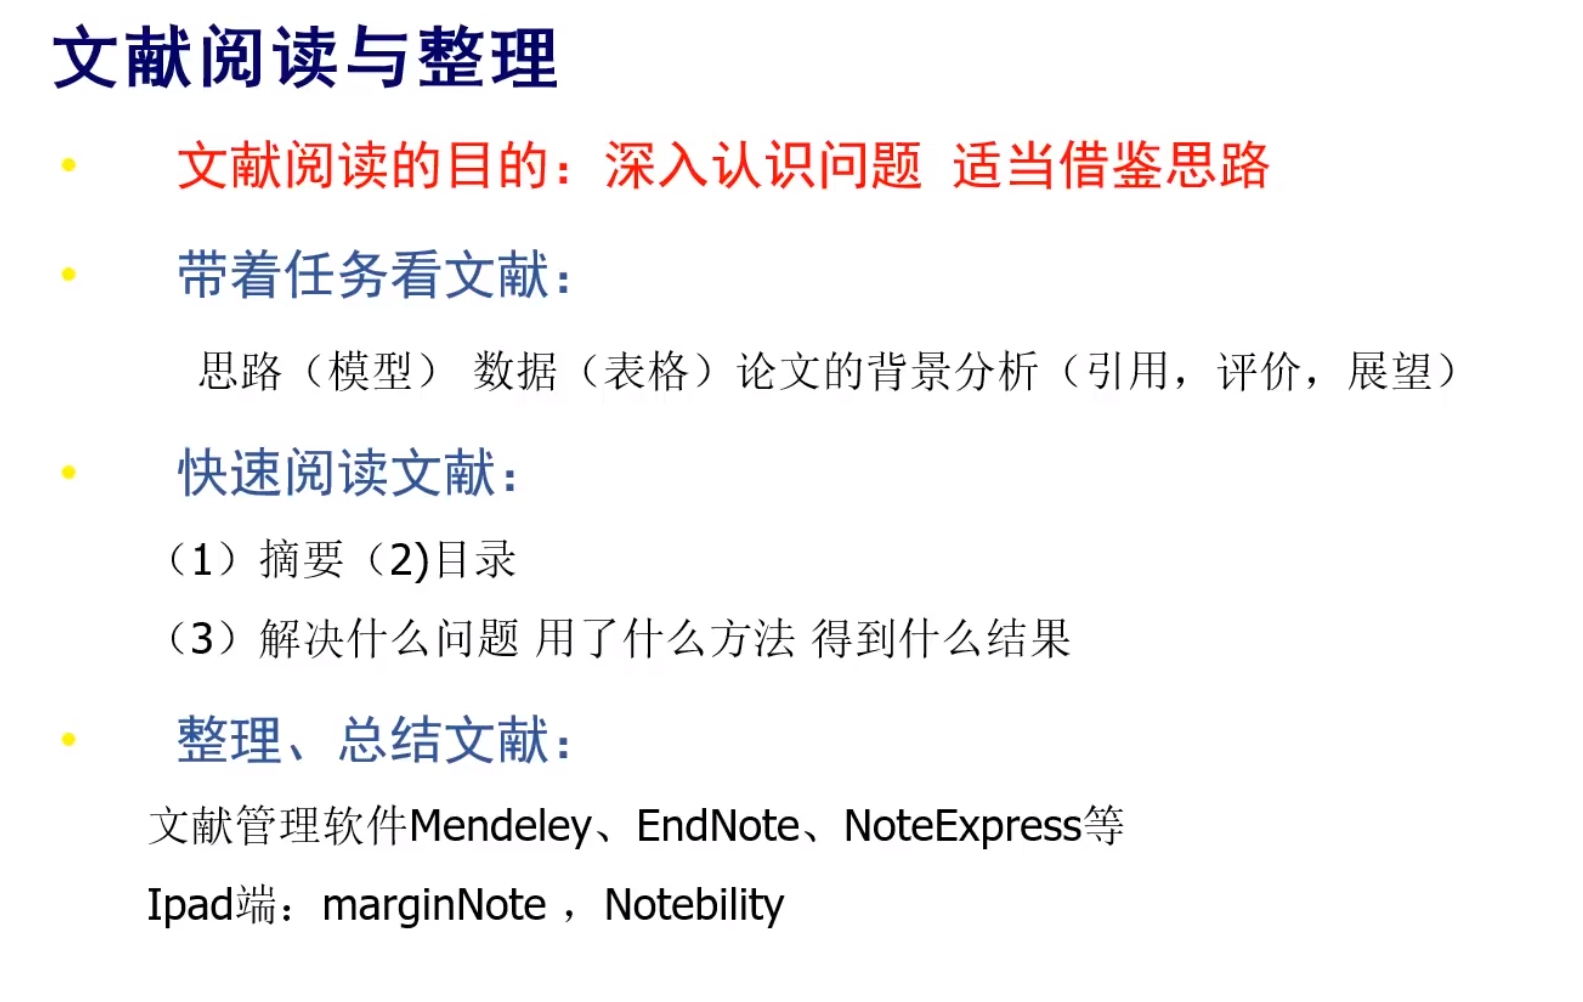 文献阅读与整理
• 文献阅读的目的：深入认识问题 适当借鉴思路
• 带着任务看文献：
思路（模型） 数据（表格）论文的背景分析（引用，评价，展望）
• 快速阅读文献：
（1）摘要（2)目录
（3）解决什么问题 用了什么方法 得到什么结果
• 整理、总结文献：
文献管理软件Mendeley、EndNote、NoteExpress等
Ipad端：marginNote ，Notebility